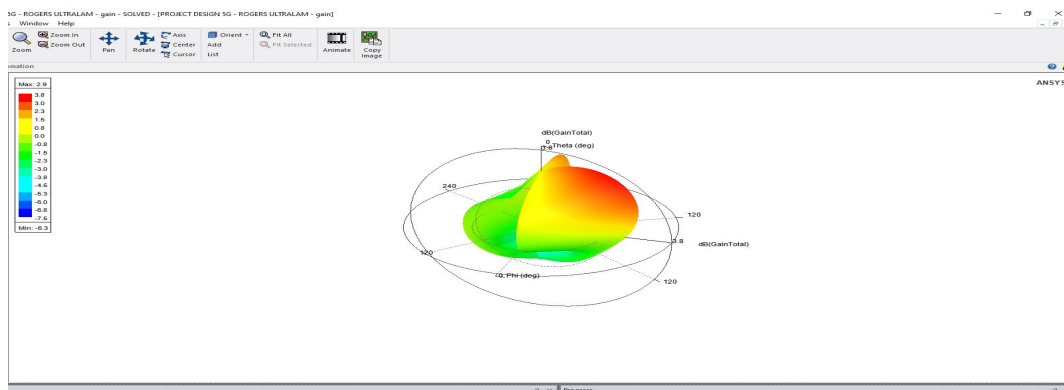 5G - ROGERS ULTRALAM - gain - SOLVED - [PROJECT DESIGN 5G - ROGERS ULTRALAM - gain]
s Window Help
Zoom
Zoom In
Zoom Out
Pan
Rotate
Axis
Center
Cursor
Orient
Add
List
Fit All
Fit Selected
Animate
Copy
Image
mation
ANSYS
Max: 2.9
3.8
3.0
2.3
1.5
0.8
0.0
-0.8
-1.5
-2.3
-3.0
-3.8
-4.5
-5.3
-6.0
-6.8
-7.5
Min: -6.3
dB(GainTotal)
0
3.8 Theta (deg)
240
120
3.8 dB(GainTotal)
120
0 Phi (deg)
120